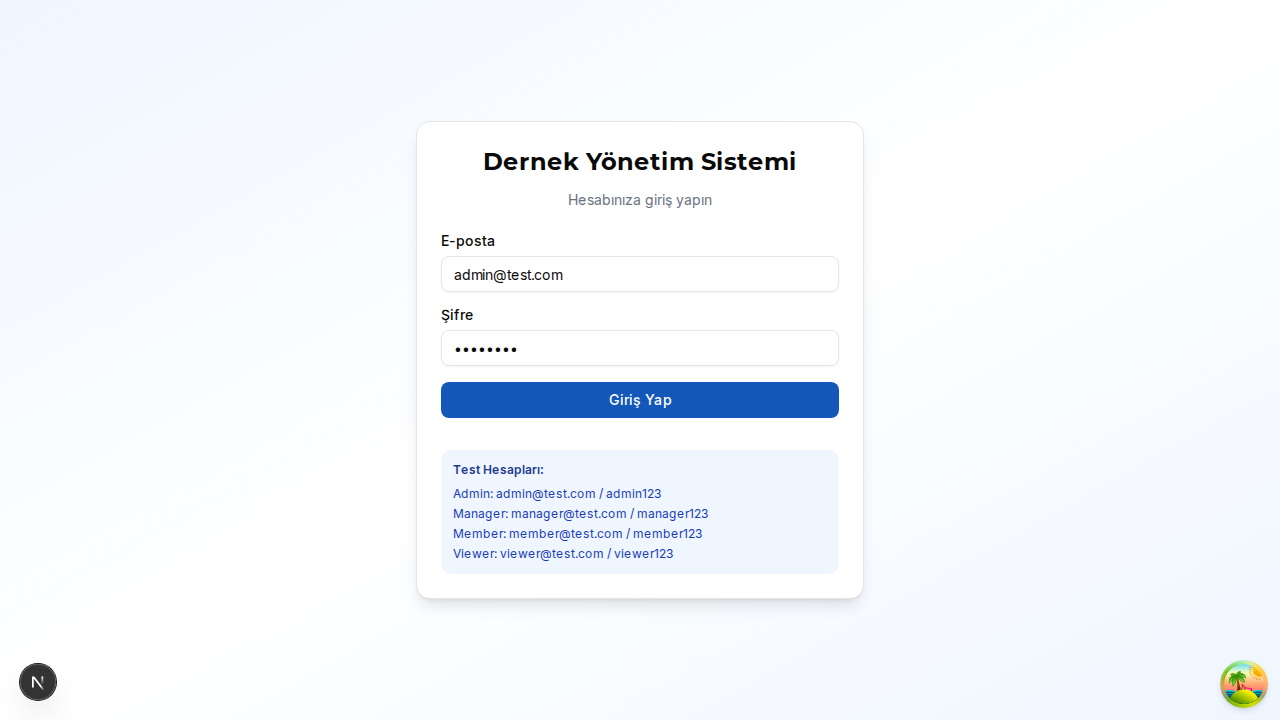 Dernek Yönetim Sistemi
Hesabınıza giriş yapın
E-posta
admin@test.com
Şifre
••••••••
Giriş Yap
Test Hesapları:
Admin: admin@test.com / admin123
Manager: manager@test.com / manager123
Member: member@test.com / member123
Viewer: viewer@test.com / viewer123
N